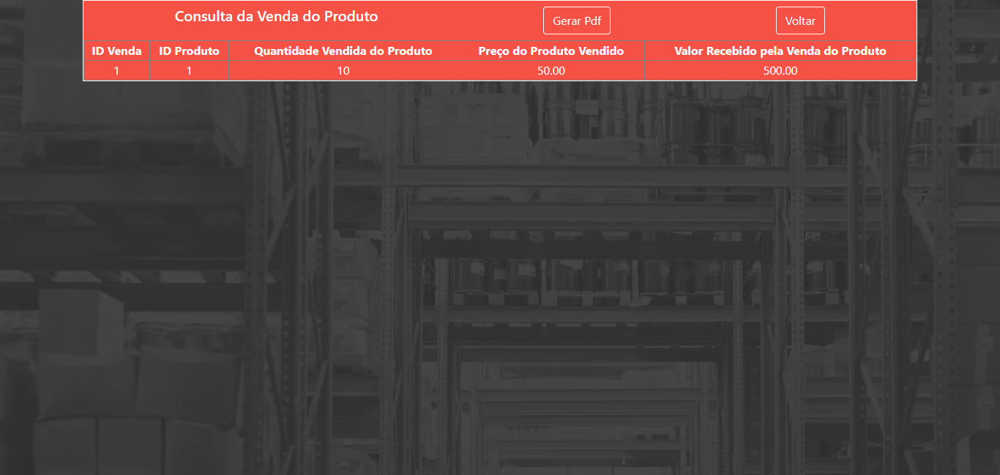 Consulta da Venda do Produto Gerar Pdf Voltar
ID Venda ID Produto Quantidade Vendida do Produto Preço do Produto Vendido Valor Recebido pela Venda do Produto
1 1 10 50.00 500.00